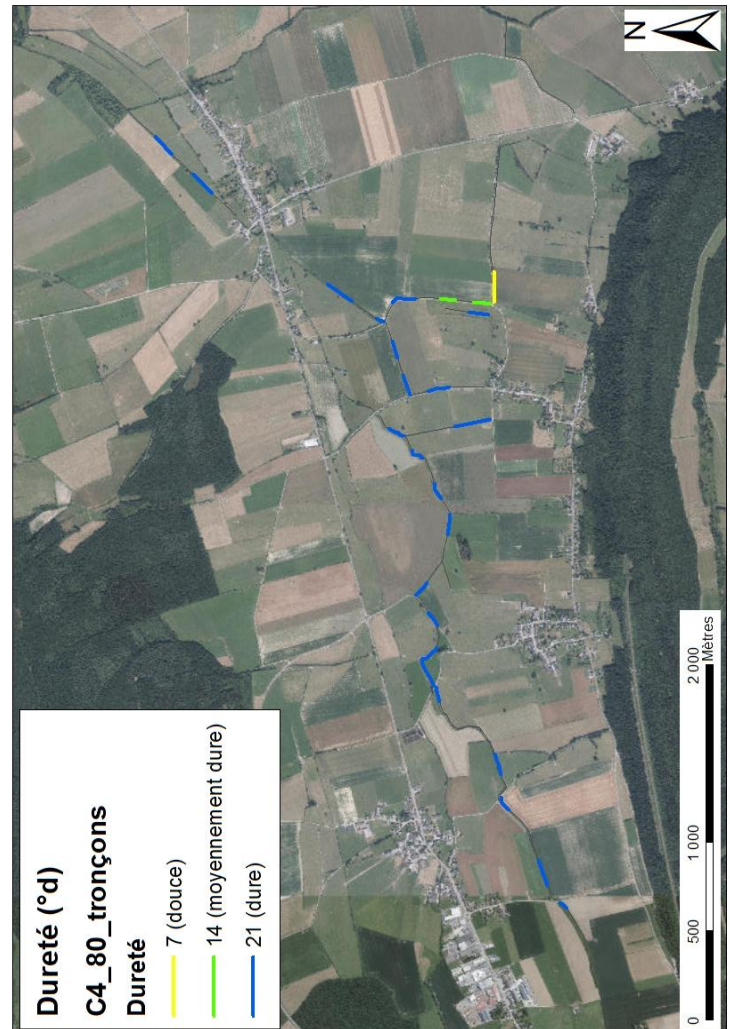 Dureté (°d)
C4_80_tronçons
Dureté
7 (douce)
14 (moyennement dure)
21 (dure)
N
0 500 1 000 2 000
Mètres